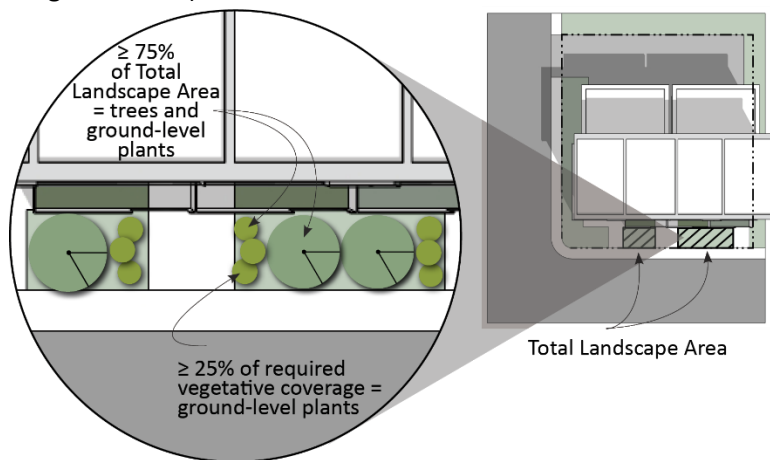 ≥ 75%
of Total
Landscape Area
= trees and
ground-level
plants
≥ 25% of required
vegetative coverage =
ground-level plants
Total Landscape Area